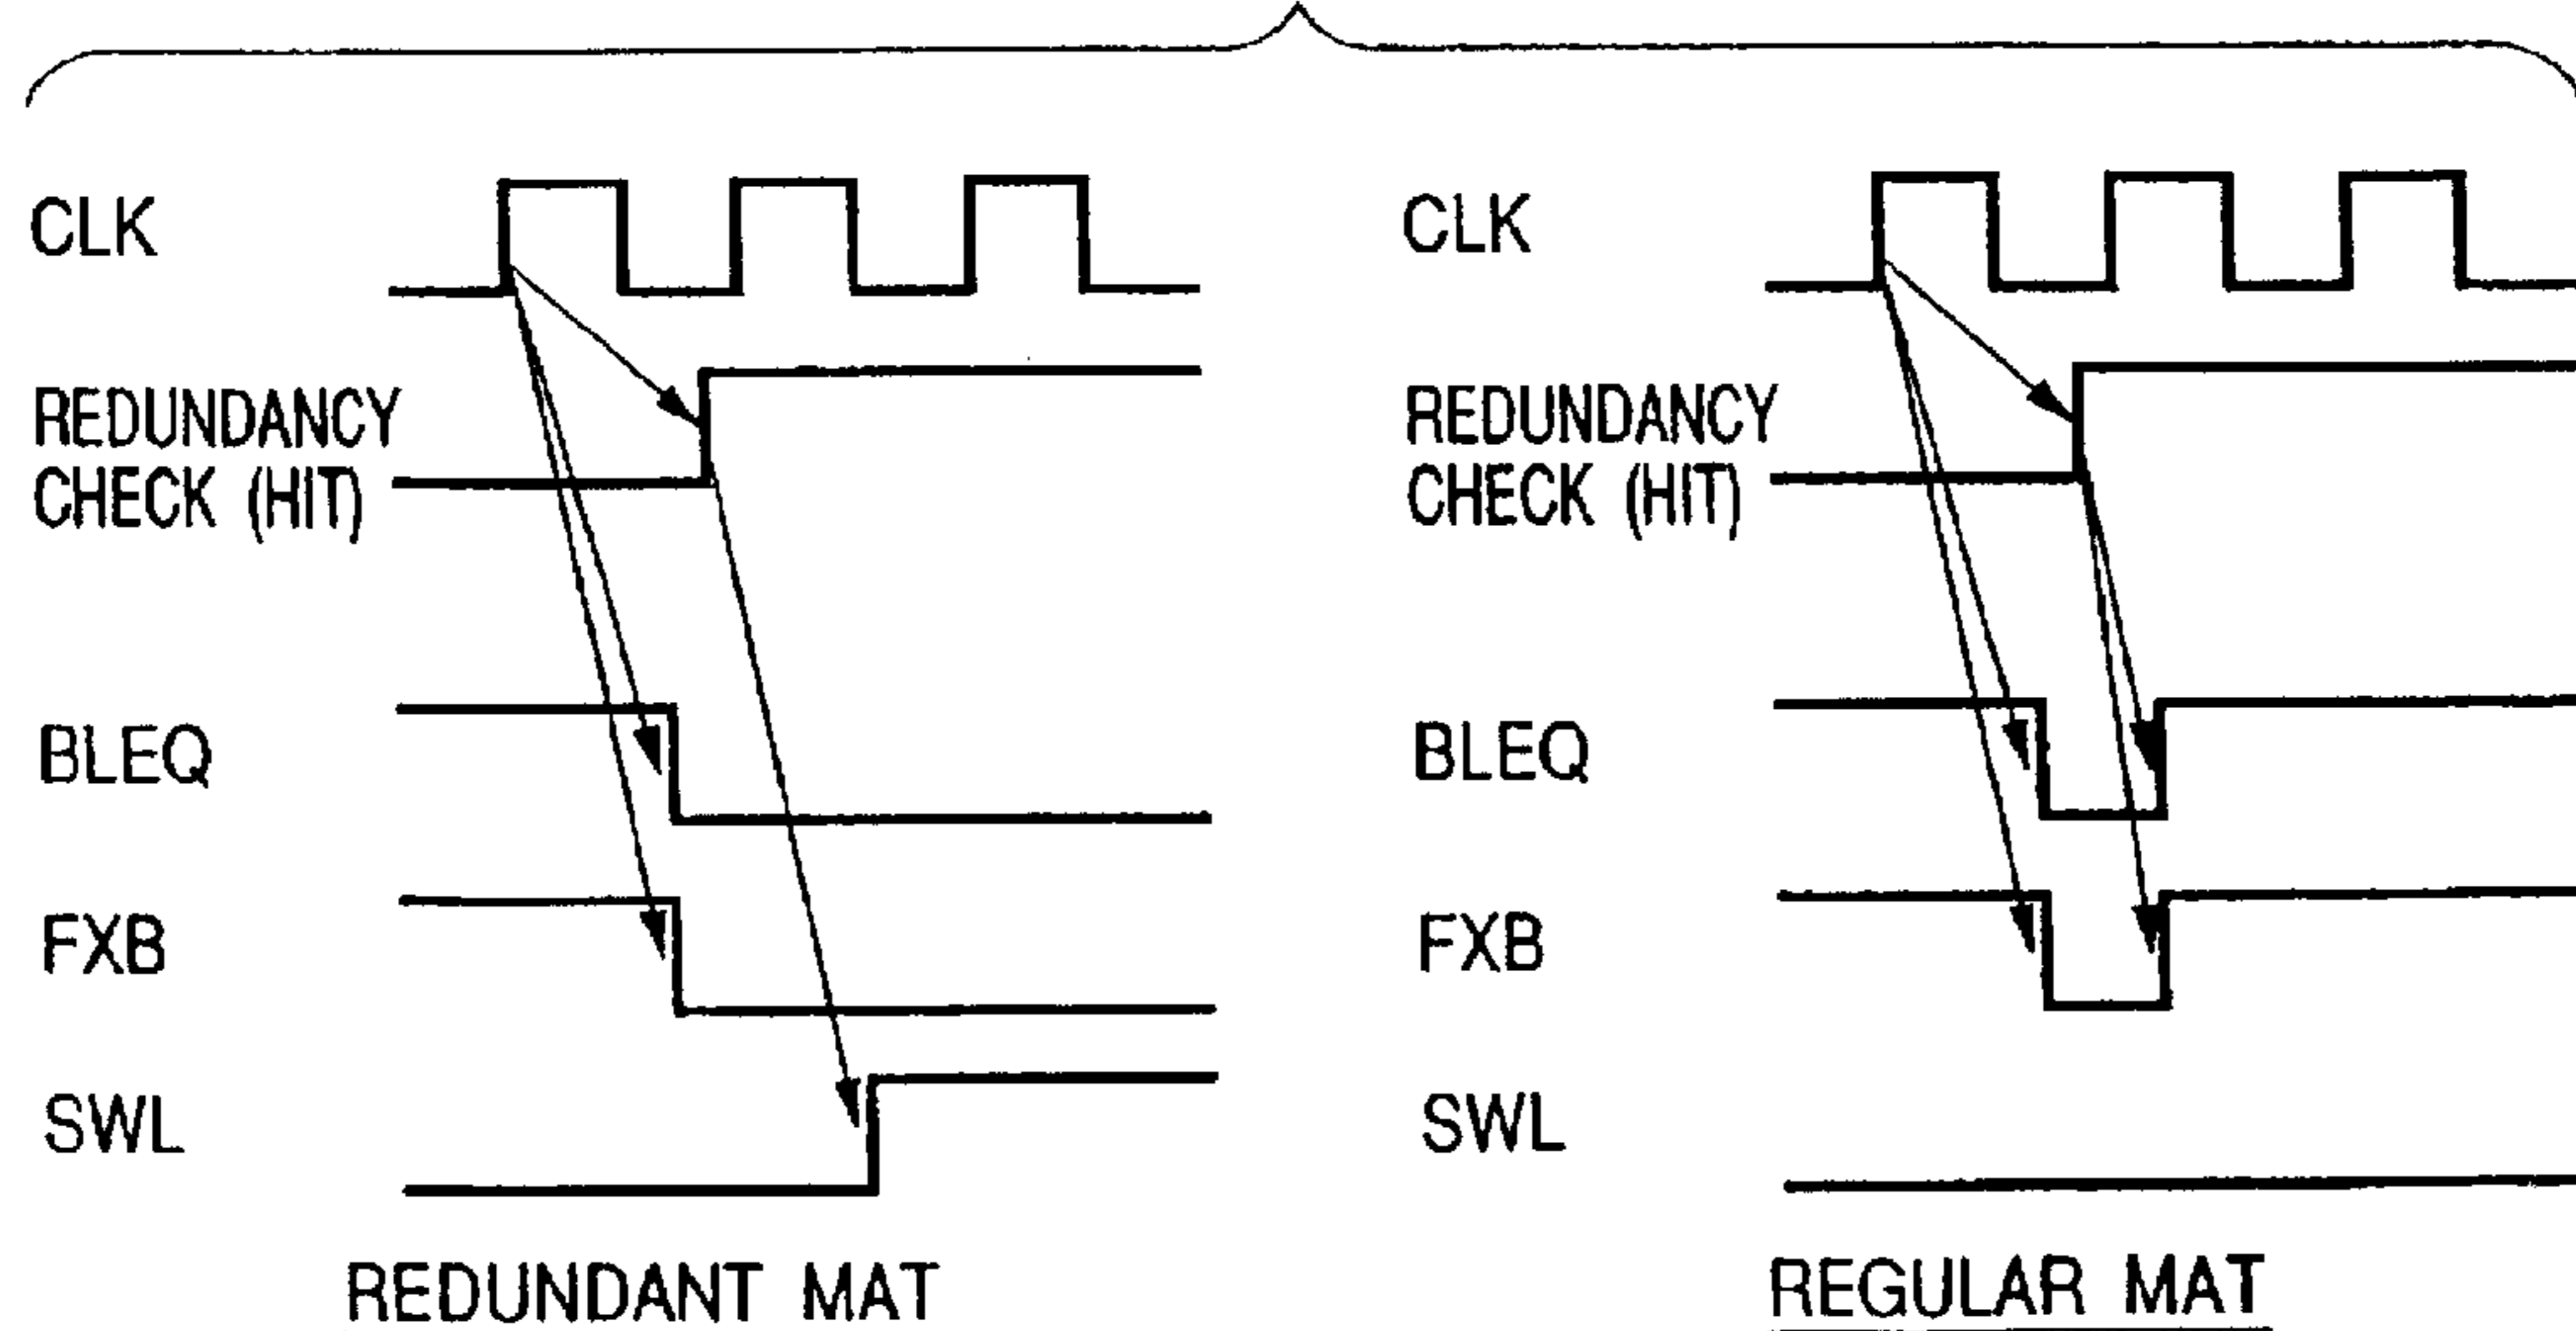 CLK
REDUNDANCY
CHECK (HIT)
BLEQ
FXB
SWL
REDUNDANT MAT
CLK
REDUNDANCY
CHECK (HIT)
BLEQ
FXB
SWL
REGULAR MAT